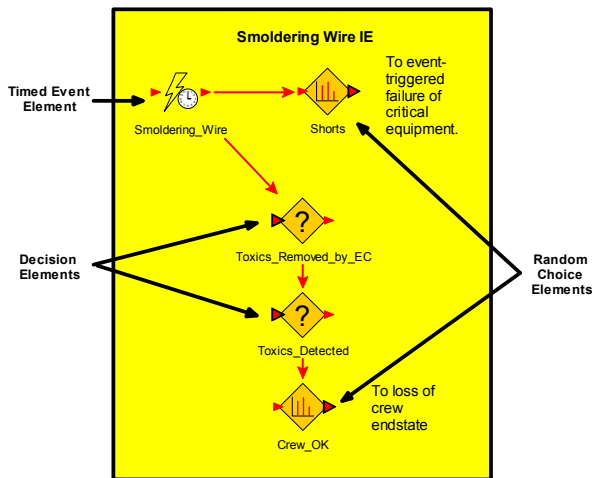 Smoldering Wire IE
Timed Event
Element
To event-
triggered
failure of
critical
equipment.
Smoldering_Wire
Shorts
?
Toxics_Removed_by_EC
Decision
Elements
Random
Choice
Elements
?
Toxics_Detected
To loss of
crew
endstate
Crew_OK